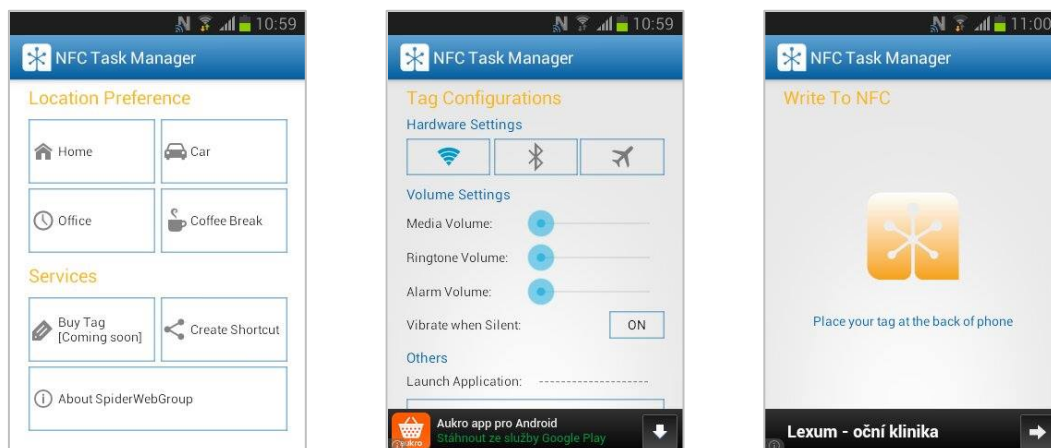 10:59
NFC Task Manager
Location Preference
Home
Car
Office
Coffee Break
Services
Buy Tag
[Coming soon]
Create Shortcut
About SpiderWebGroup
10:59
NFC Task Manager
Tag Configurations
Hardware Settings
Volume Settings
Media Volume:
Ringtone Volume:
Alarm Volume:
Vibrate when Silent:
ON
Others
Launch Application:
aukro
Aukro app pro Android
Stáhnout ze služby Google Play
11:00
NFC Task Manager
Write To NFC
Place your tag at the back of phone
Lexum - oční klinika